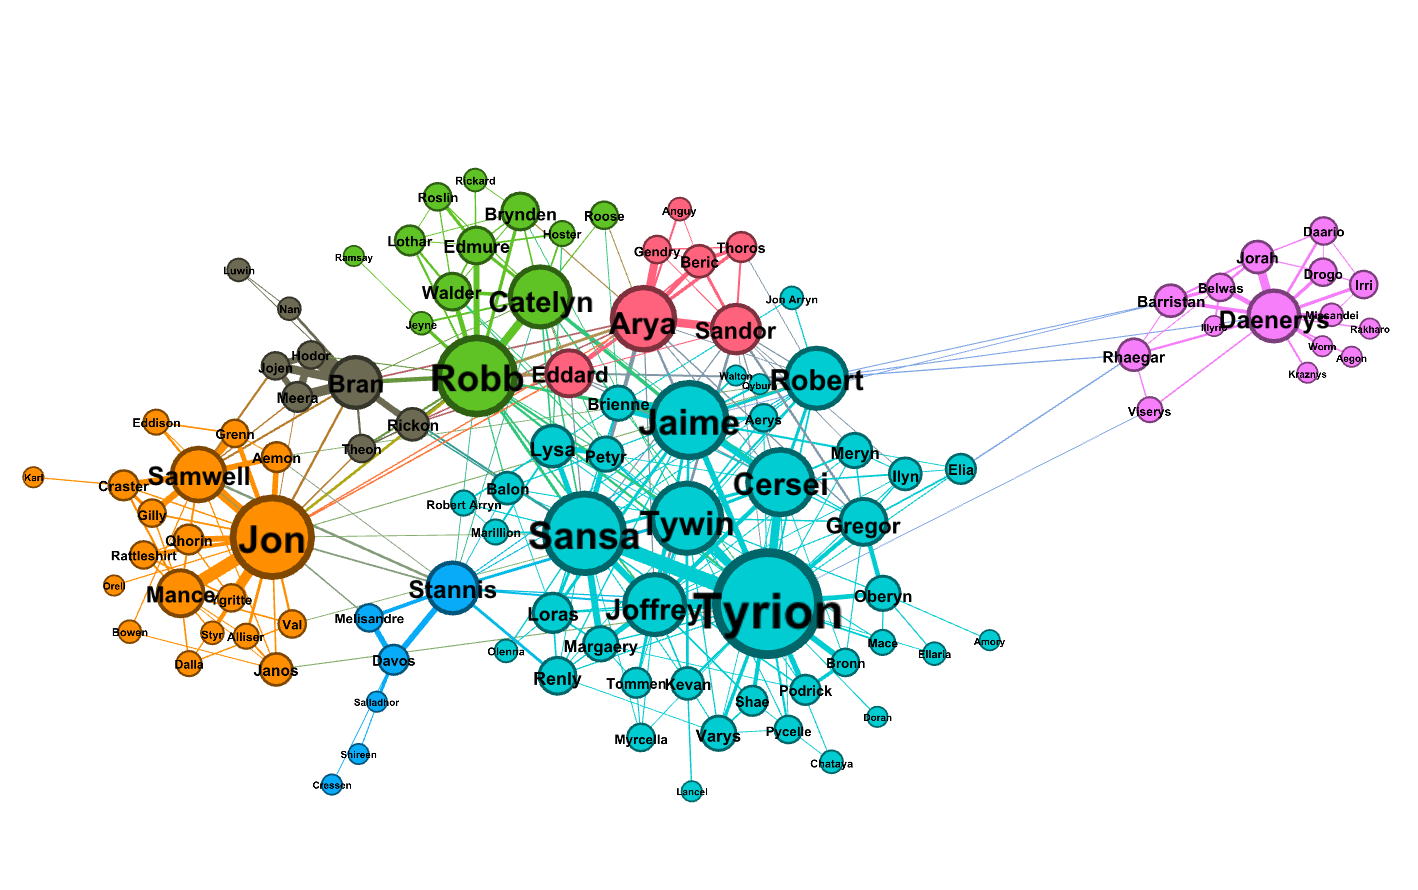 Rickard
Roslin
Brynden
Roose
Anguy
Hoster
Lothar
Edmure
Thoros
Gendry
Beric
Ramsay
Luwin
Walder
Catelyn
Jon Arryn
Nan
Jeyne
Arya
Sandor
Daario
Jorah
Drogo
Belwas
Irri
Barristan
Missandei
Daenerys
Illyrio
Rakharo
Worm
Aegon
Rhaegar
Kraznys
Viserys
Hodor
Jojen
Bran
Robb
Eddard
Walton
Qyburn
Robert
Meera
Brienne
Rickon
Jaime
Aerys
Eddison
Grenn
Theon
Lysa
Petyr
Meryn
Aemon
Samwell
Karl
Craster
Balon
Cersei
Ilyn
Elia
Robert Arryn
Gilly
Marillion
Sansa
Tywin
Gregor
Qhorin
Jon
Rattleshirt
Orell
Mance
Ygritte
Stannis
Oberyn
Melisandre
Loras
Joffrey
Tyrion
Bowen
Styr
Alliser
Val
Margaery
Olenna
Mace
Ellaria
Amory
Dalla
Janos
Davos
Renly
Tommen
Kevan
Bronn
Podrick
Shae
Salladhor
Doran
Myrcella
Varys
Pycelle
Shireen
Chataya
Cressen
Lancel